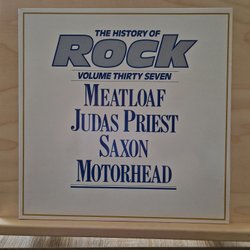 THE HISTORY OF
ROCK
VOLUME THIRTY SEVEN
MEATLOAF
JUDAS PRIEST
SAXON
MOTORHEAD